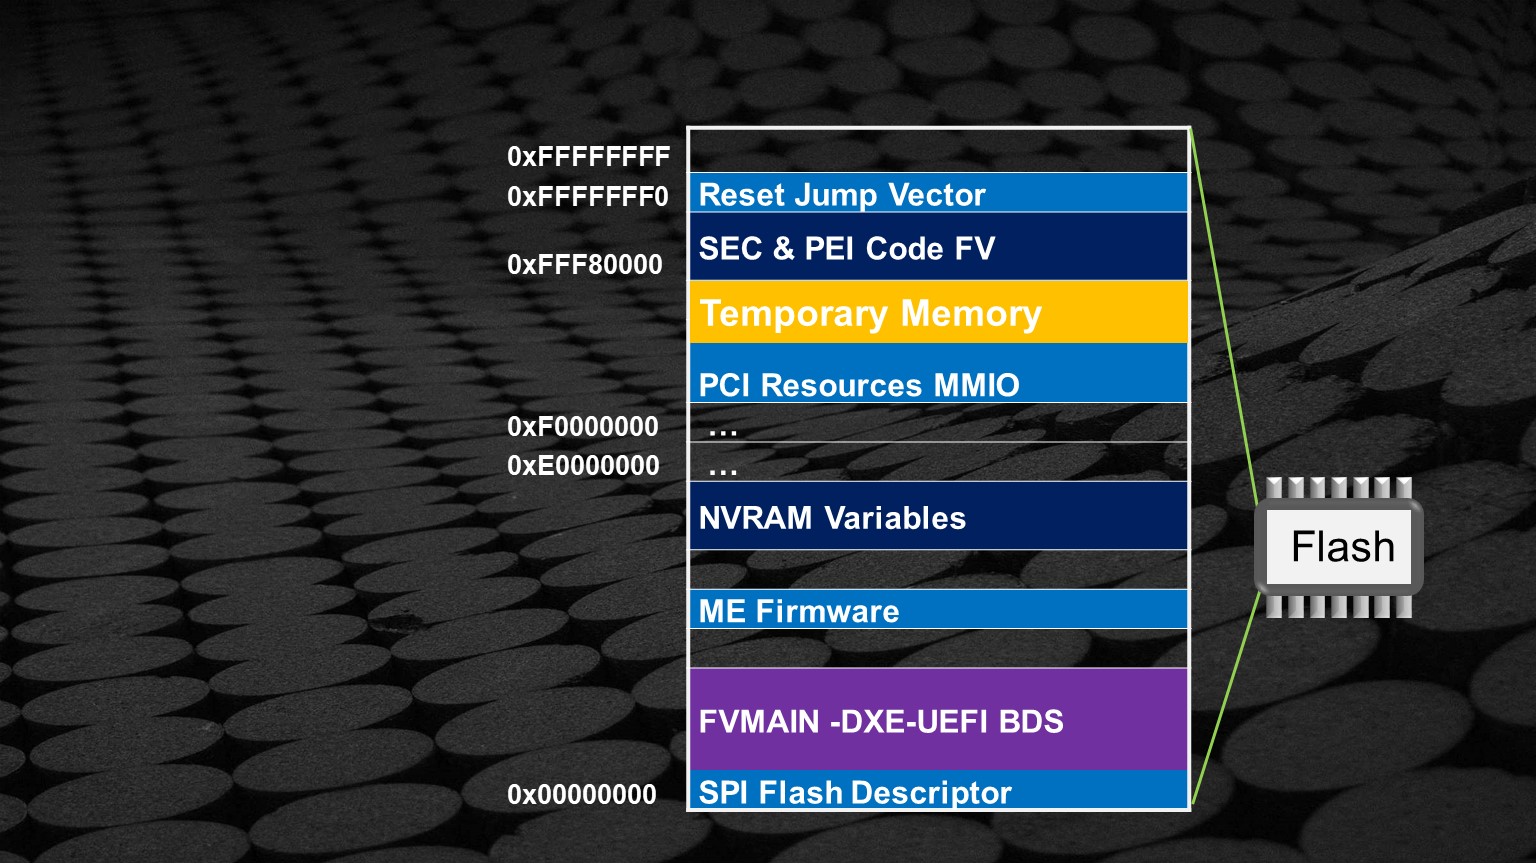 0xFFFFFFFF
0xFFFFFFF0 Reset Jump Vector
SEC & PEI Code FV
0xFFF80000
Temporary Memory
PCI Resources MMIO
0xF0000000 ...
0xE0000000 ...
NVRAM Variables
Flash
ME Firmware
FVMAIN -DXE-UEFI BDS
0x00000000 SPI Flash Descriptor